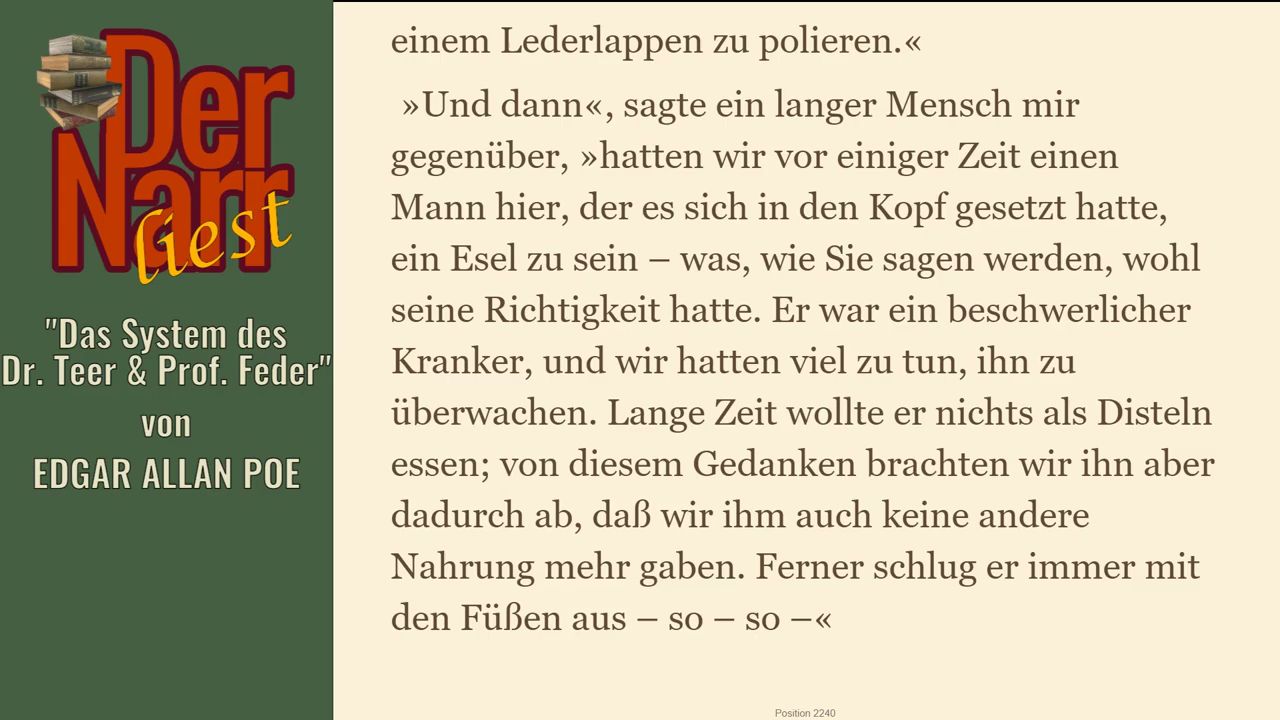 Der
Narr
liest
"Das System des
Dr. Teer & Prof. Feder"
von
EDGAR ALLAN POE
einem Lederlappen zu polieren.«
»Und dann«, sagte ein langer Mensch mir
gegenüber, »hatten wir vor einiger Zeit einen
Mann hier, der es sich in den Kopf gesetzt hatte,
ein Esel zu sein – was, wie Sie sagen werden, wohl
seine Richtigkeit hatte. Er war ein beschwerlicher
Kranker, und wir hatten viel zu tun, ihn zu
überwachen. Lange Zeit wollte er nichts als Disteln
essen; von diesem Gedanken brachten wir ihn aber
dadurch ab, daß wir ihm auch keine andere
Nahrung mehr gaben. Ferner schlug er immer mit
den Füßen aus – so – so –«
Position 2240